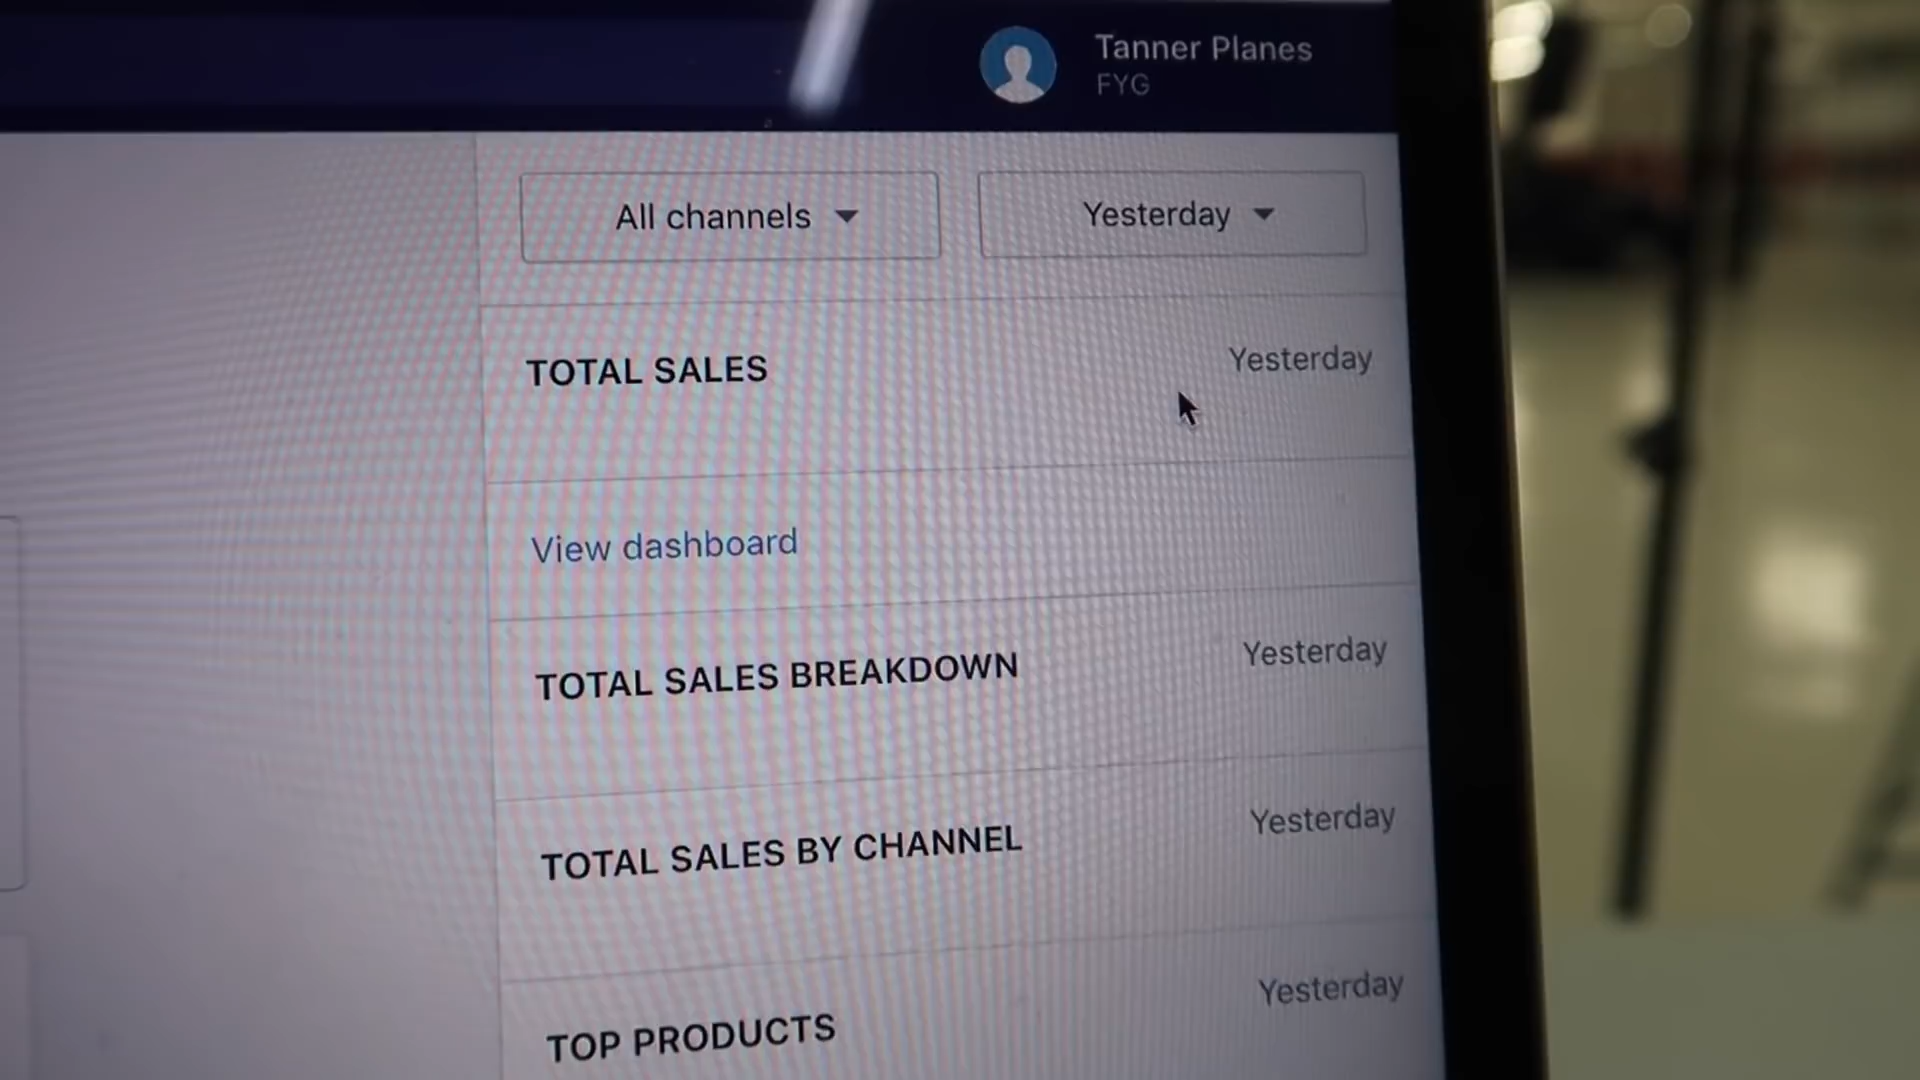 Tanner Planes
FYG
All channels
Yesterday
TOTAL SALES
Yesterday
View dashboard
TOTAL SALES BREAKDOWN
Yesterday
TOTAL SALES BY CHANNEL
Yesterday
TOP PRODUCTS
Yesterday